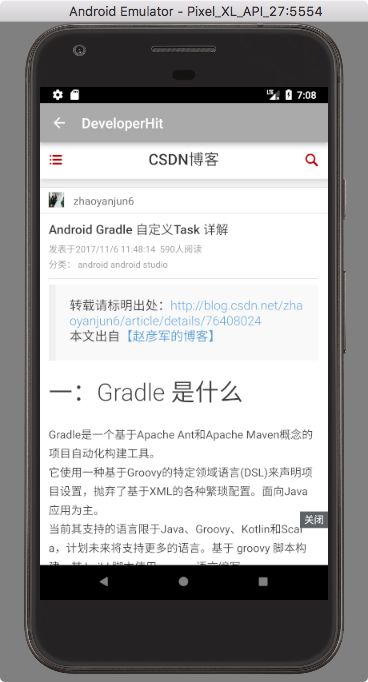 Android Emulator - Pixel_XL_API_27:5554
LTE 7:08
DeveloperHit
CSDN博客
zhaoyanjun6
Android Gradle 自定义Task 详解
发表于2017/11/6 11:48:14 590人阅读
分类： android android studio
转载请标明出处：http://blog.csdn.net/zha
oyanjun6/article/details/76408024
本文出自【赵彦军的博客】
一：Gradle 是什么
Gradle是一个基于Apache Ant和Apache Maven概念的
项目自动化构建工具。
它使用一种基于Groovy的特定领域语言(DSL)来声明项
目设置，抛弃了基于XML的各种繁琐配置。面向Java
应用为主。
关闭
当前其支持的语言限于Java、Groovy、Kotlin和Scal
a，计划未来将支持更多的语言。基于 groovy 脚本构